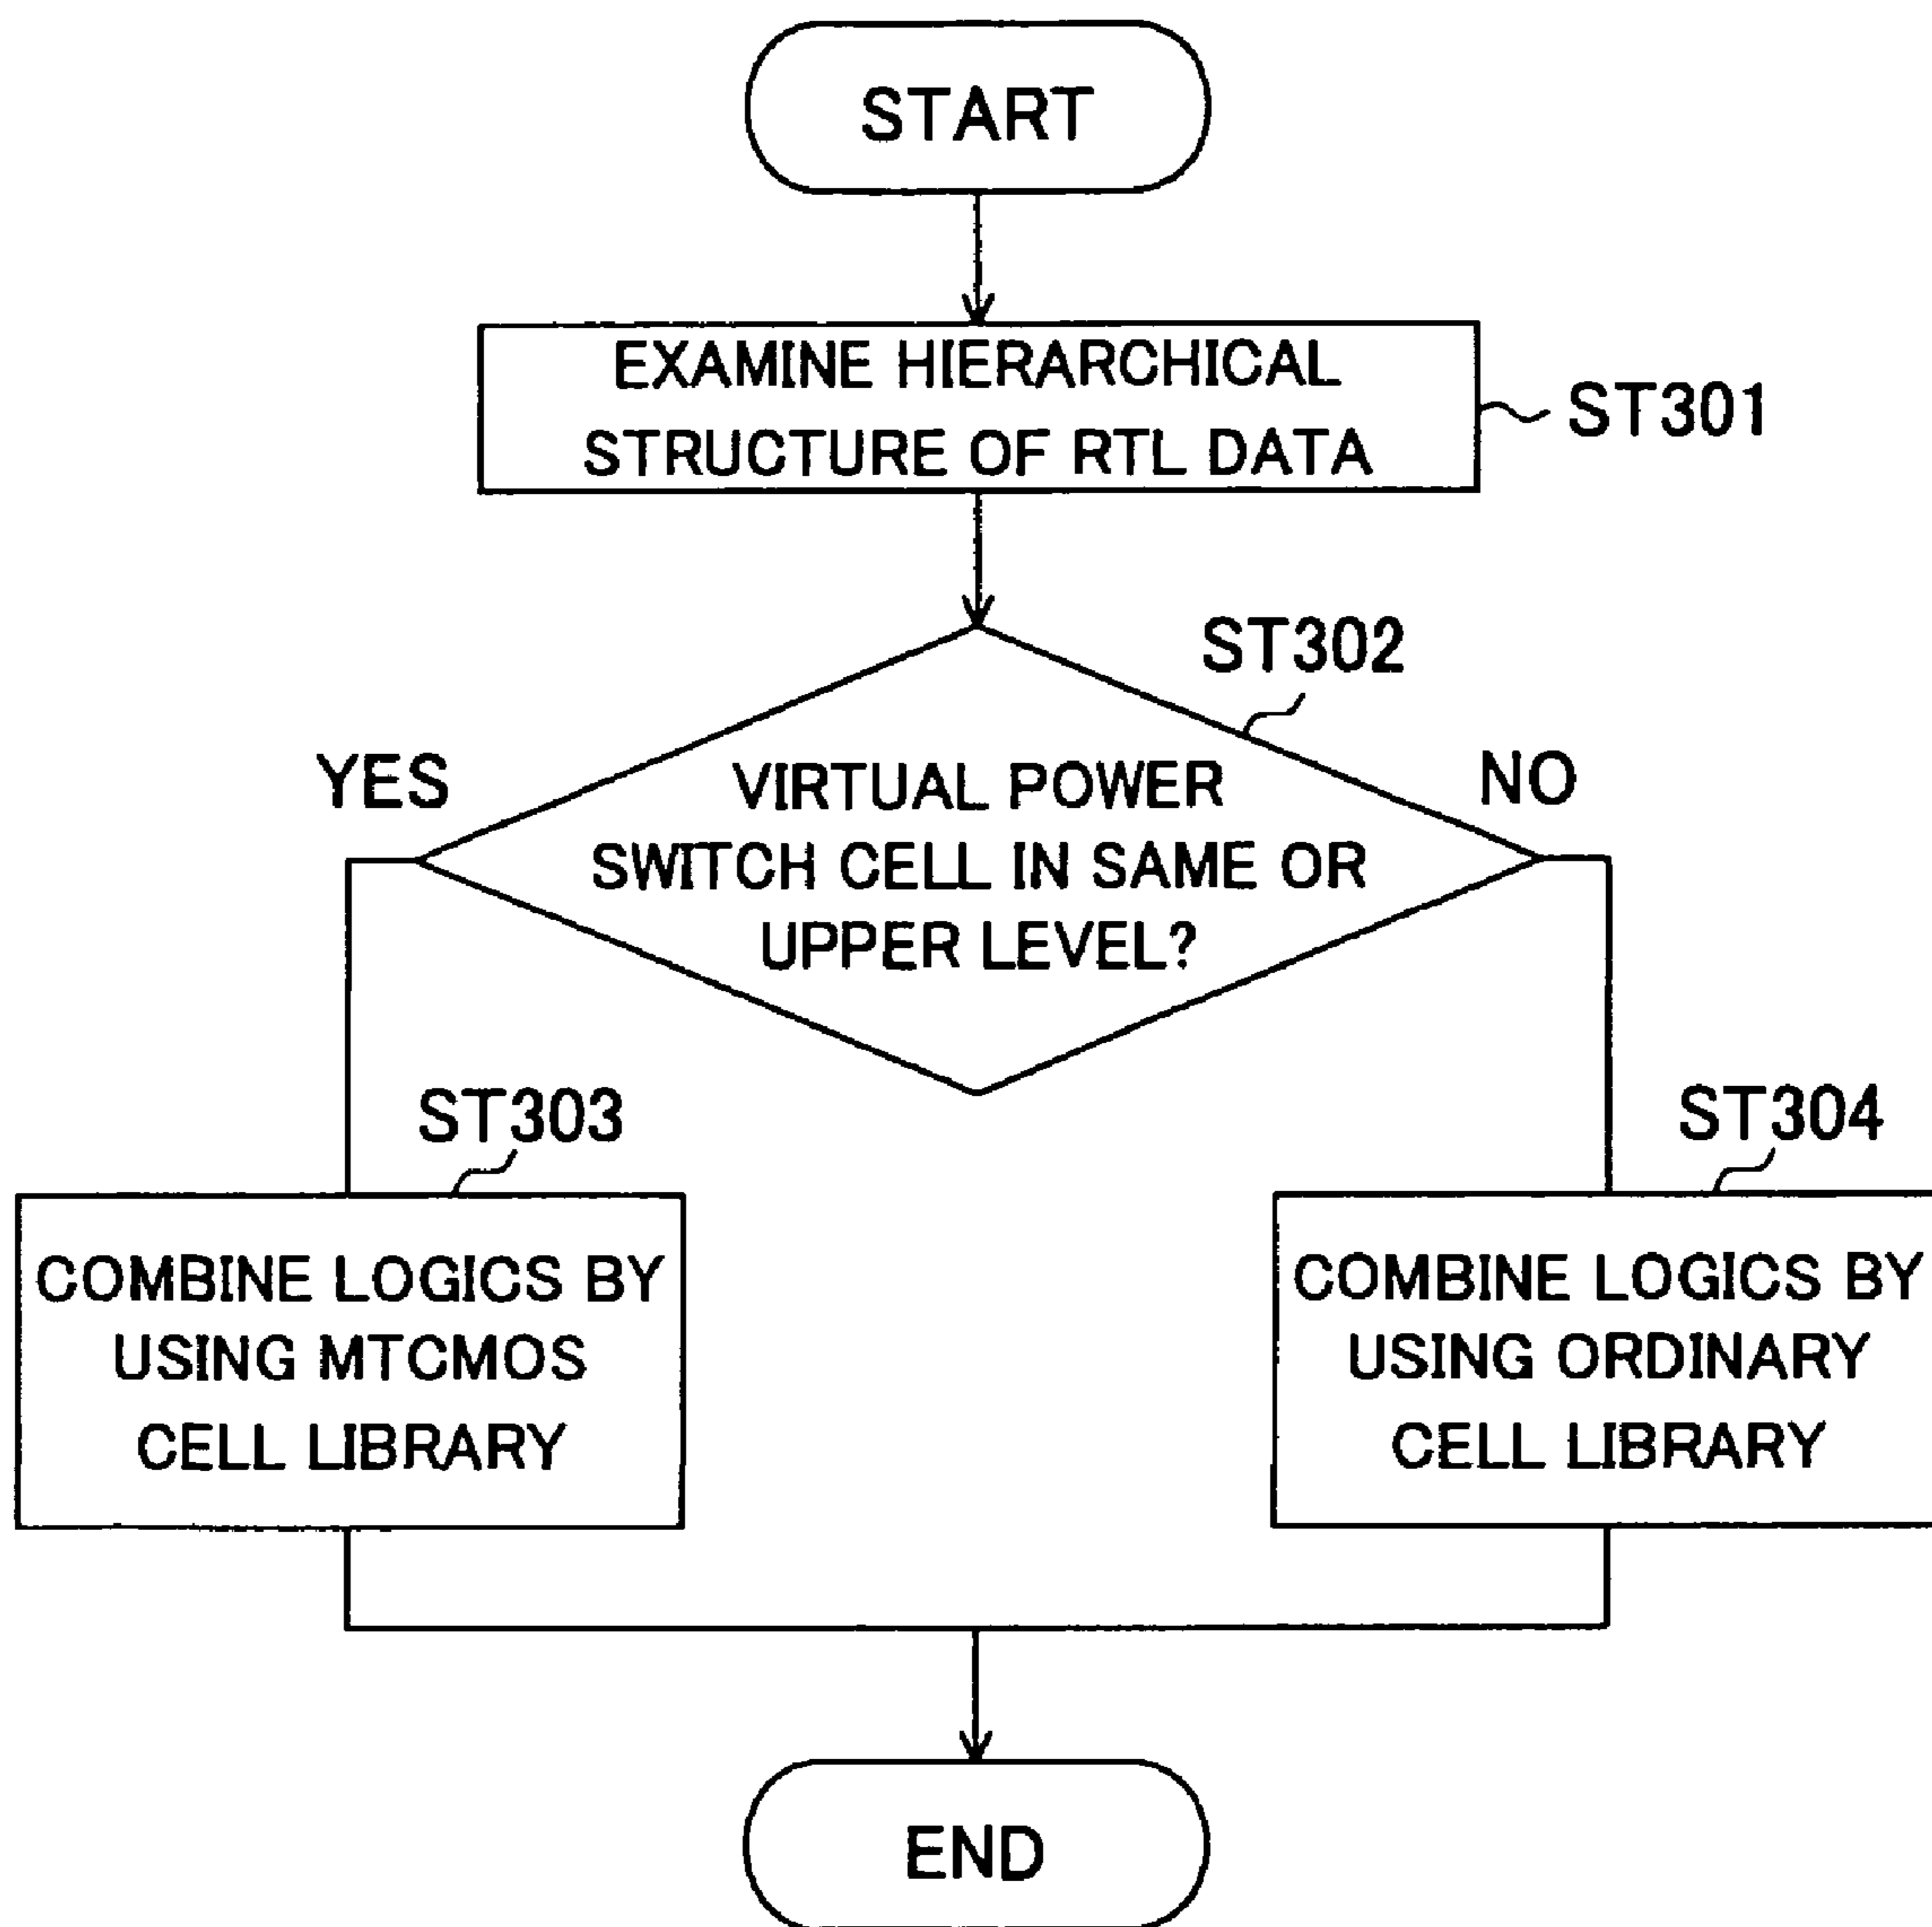 START
EXAMINE HIERARCHICAL
STRUCTURE OF RTL DATA
ST301
ST302
YES
NO
VIRTUAL POWER
SWITCH CELL IN SAME OR
UPPER LEVEL?
ST303
ST304
COMBINE LOGICS BY
USING MTCMOS
CELL LIBRARY
COMBINE LOGICS BY
USING ORDINARY
CELL LIBRARY
END